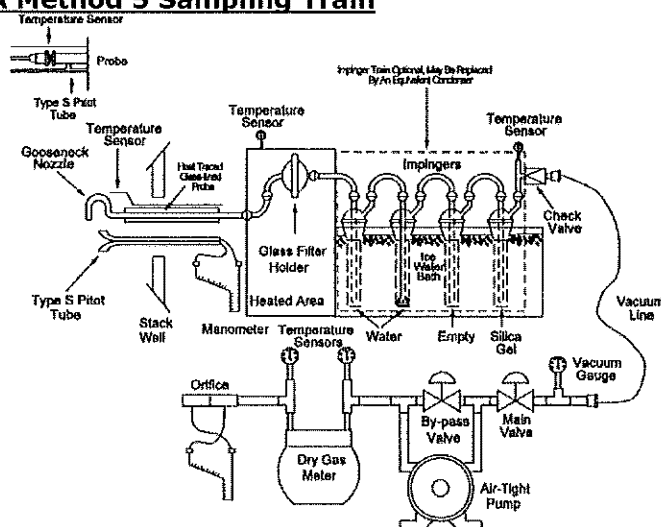 A Method 5 Sampling Train
Temperature Sensor
Probe
Type S Pitot
Tube
Impinger Train Optional, May Be Replaced
By An Equivalent Condenser
Temperature
Sensor
Temperature
Sensor
Temperature
Sensor
Gooseneck
Nozzle
Heat Traced
Glass-lined
Probe
Impingers
Check
Valve
Glass Filter
Holder
Ice
Water
Bath
Type S Pitot
Tube
Stack
Wall
Manometer
Heated Area
Water
Empty
Silica
Gel
Vacuum
Line
Temperature
Sensors
Orifice
Vacuum
Gauge
By-pass
Valve
Main
Valve
Dry Gas
Meter
Air-Tight
Pump